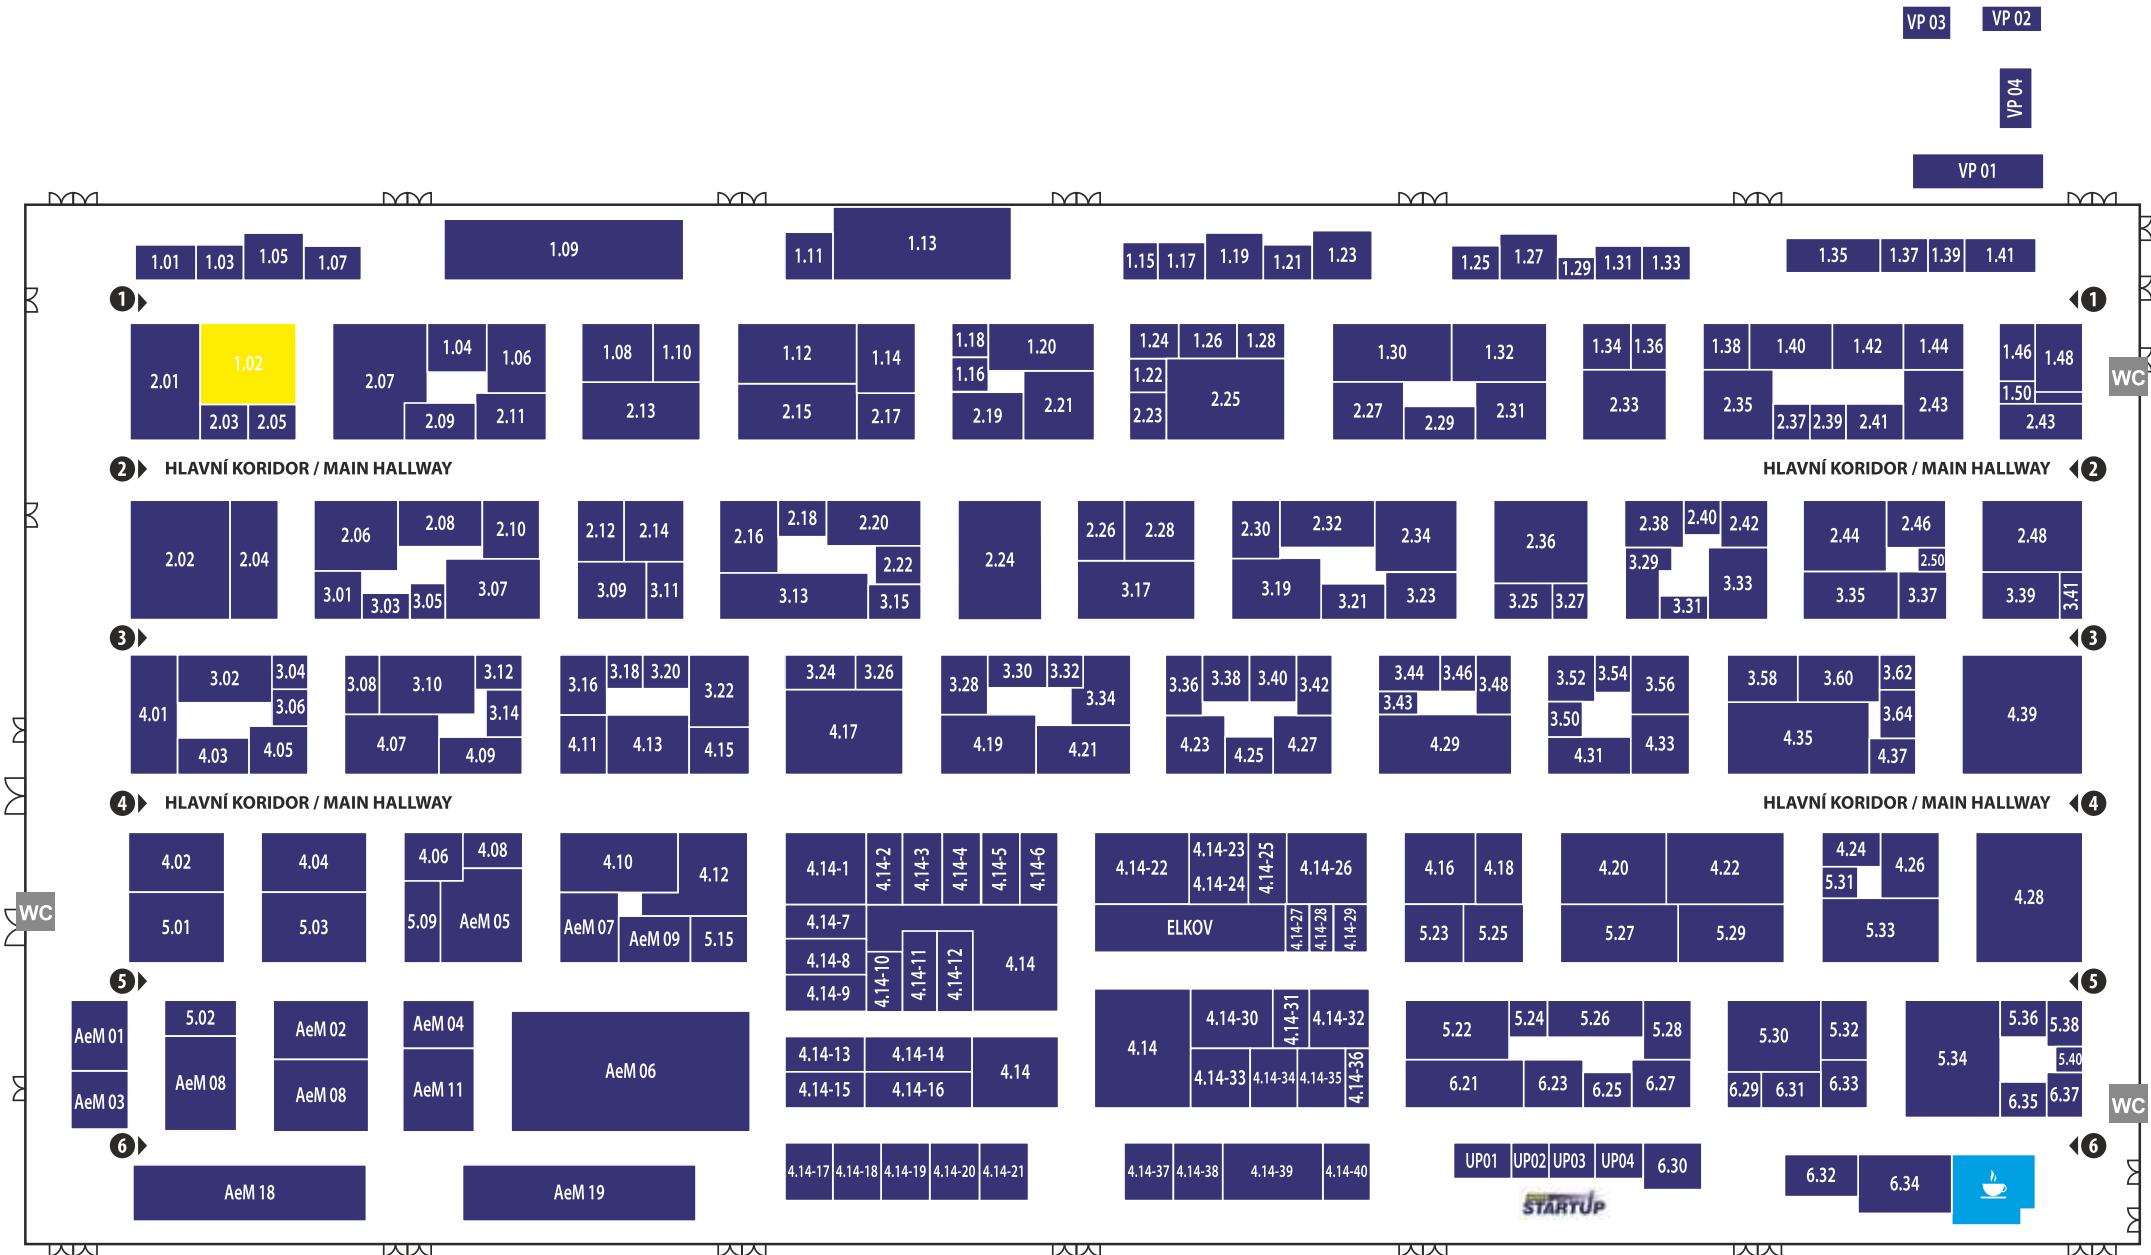 VP 03 VP 02
VP 04
VP 01
1.01 1.03 1.05 1.07 1.09 1.11 1.13 1.15 1.17 1.19 1.21 1.23 1.25 1.27 1.29 1.31 1.33 1.35 1.37 1.39 1.41
1 1
2.01 1.02 2.07 1.04 1.06 1.08 1.10 1.12 1.14 1.18 1.20 1.24 1.26 1.28 1.30 1.32 1.34 1.36 1.38 1.40 1.42 1.44 1.46 1.48
WC
1.16 1.22 1.50
2.03 2.05 2.09 2.11 2.13 2.15 2.17 2.19 2.21 2.23 2.25 2.27 2.29 2.31 2.33 2.35 2.37 2.39 2.41 2.43 2.43
2 HLAVNÍ KORIDOR / MAIN HALLWAY HLAVNÍ KORIDOR / MAIN HALLWAY 2
2.02 2.04 2.06 2.08 2.10 2.12 2.14 2.16 2.18 2.20 2.22 2.24 2.26 2.28 2.30 2.32 2.34 2.36 2.38 2.40 2.42 2.44 2.46 2.50 2.48
3.01 3.03 3.05 3.07 3.09 3.11 3.13 3.15 3.17 3.19 3.21 3.23 3.25 3.27 3.29 3.31 3.33 3.35 3.37 3.39 3.41
3 3
4.01 3.02 3.04 3.06 3.08 3.10 3.12 3.14 3.16 3.18 3.20 3.22 3.24 3.26 3.28 3.30 3.32 3.34 3.36 3.38 3.40 3.42 3.44 3.46 3.48 3.43 3.52 3.54 3.56 3.50 3.58 3.60 3.62 3.64 4.39
4.03 4.05 4.07 4.09 4.11 4.13 4.15 4.17 4.19 4.21 4.23 4.25 4.27 4.29 4.31 4.33 4.35 4.37
4 HLAVNÍ KORIDOR / MAIN HALLWAY HLAVNÍ KORIDOR / MAIN HALLWAY 4
4.02 4.04 4.06 4.08 4.10 4.12 4.14-1 4.14-2 4.14-3 4.14-4 4.14-5 4.14-6 4.14-22 4.14-23 4.14-24 4.14-25 4.14-26 4.16 4.18 4.20 4.22 4.24 4.26 4.28
WC
5.01 5.03 5.09 AeM 05 AeM 07 AeM 09 5.15 4.14-7 4.14-8 4.14-9 4.14-10 4.14-11 4.14-12 4.14 ELKOV 4.14-27 4.14-28 4.14-29 5.23 5.25 5.27 5.29 5.31 5.33
5 5
AeM 01 5.02 AeM 02 AeM 04 AeM 06 4.14-13 4.14-14 4.14 4.14 4.14-30 4.14-31 4.14-32 5.22 5.24 5.26 5.28 5.30 5.32 5.34 5.36 5.38 5.40
AeM 03 AeM 08 AeM 08 AeM 11 4.14-15 4.14-16 4.14-33 4.14-34 4.14-35 4.14-36 6.21 6.23 6.25 6.27 6.29 6.31 6.33 6.35 6.37
WC
6 6
AeM 18 AeM 19 4.14-17 4.14-18 4.14-19 4.14-20 4.14-21 4.14-37 4.14-38 4.14-39 4.14-40 UP01 UP02 UP03 UP04 6.30 6.32 6.34
STARTUP